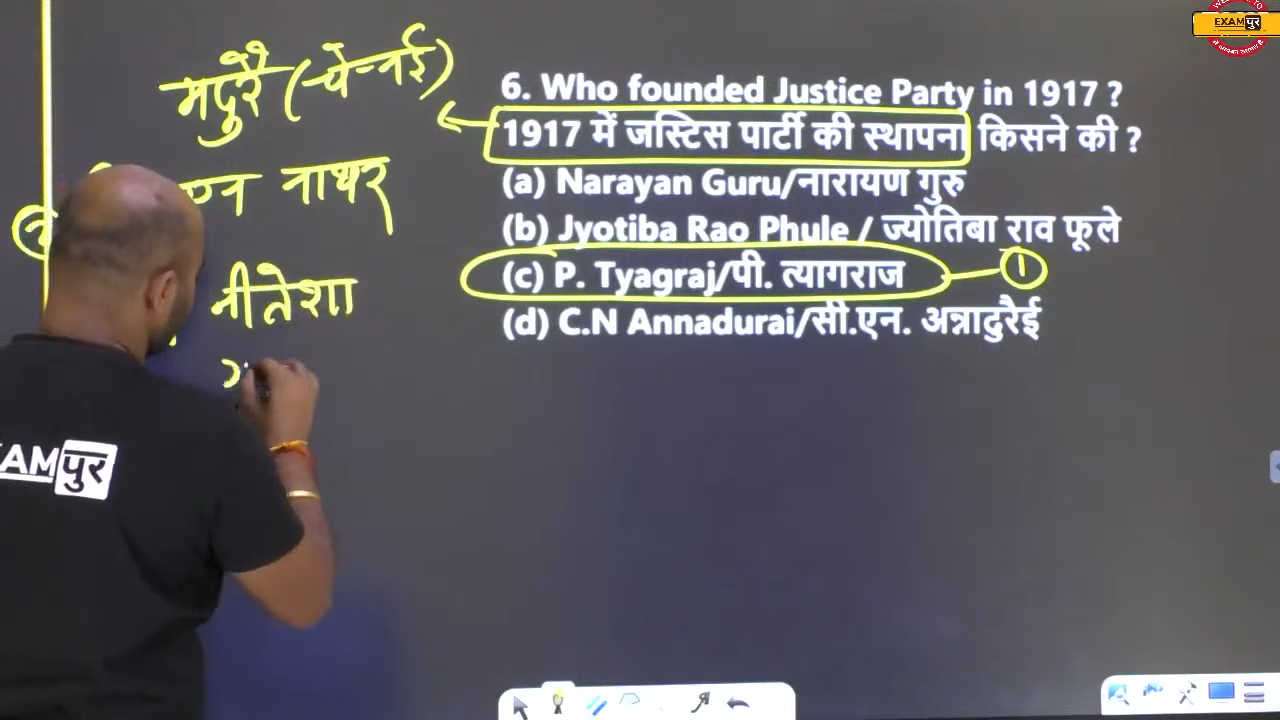 EXAMपुर
मदुरै (चेन्नई)
6. Who founded Justice Party in 1917 ?
1917 में जस्टिस पार्टी की स्थापना किसने की ?
(a) Narayan Guru/नारायण गुरु
(b) Jyotiba Rao Phule / ज्योतिबा राव फूले
(c) P. Tyagraj/पी. त्यागराज
1
(d) C.N Annadurai/सी.एन. अन्नादुरैई
नायर
EXAMपुर